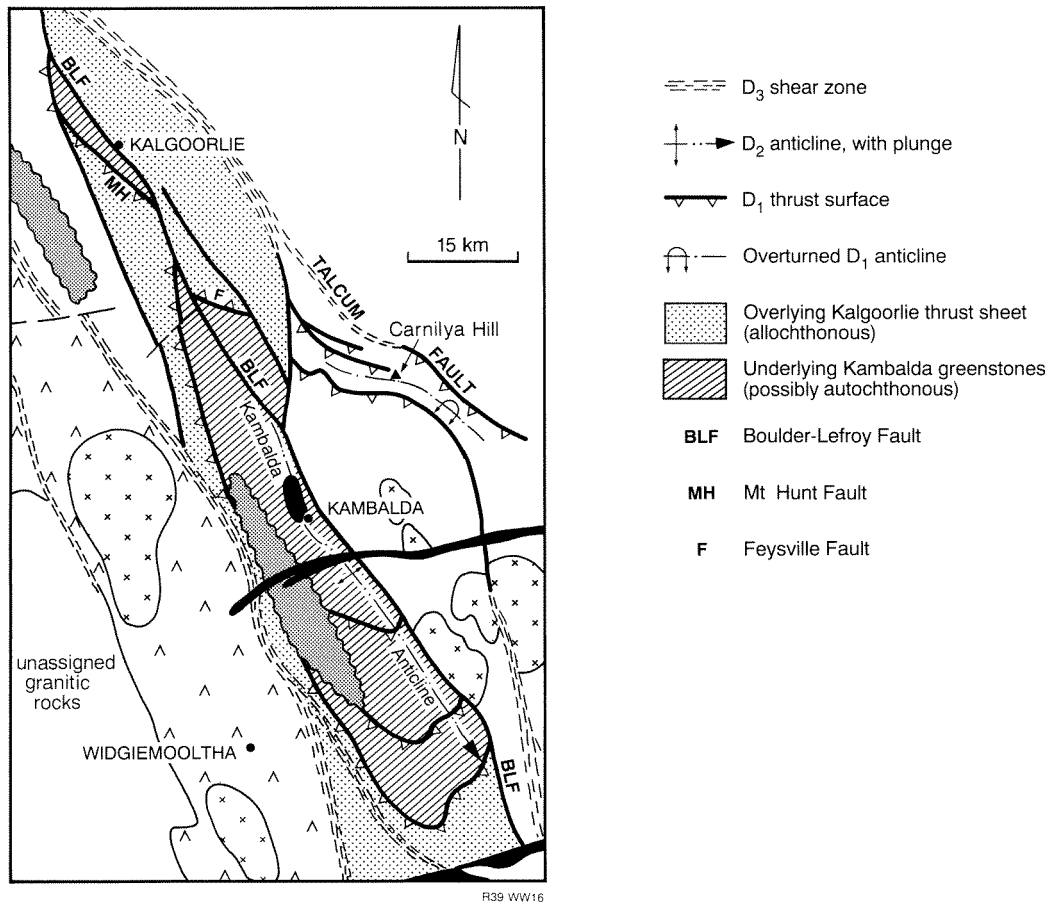 BLF
KALGOORLIE
MH
N
15 km
TALCUM
FAULT
Carnilya Hill
F
BLF
Kambalda
KAMBALDA
Anticline
unassigned
granitic
rocks
WIDGIEMOOLTHA
BLF
R39 WW16
D3 shear zone
D2 anticline, with plunge
D1 thrust surface
Overturned D1 anticline
Overlying Kalgoorlie thrust sheet
(allochthonous)
Underlying Kambalda greenstones
(possibly autochthonous)
BLF Boulder-Lefroy Fault
MH Mt Hunt Fault
F Feysville Fault